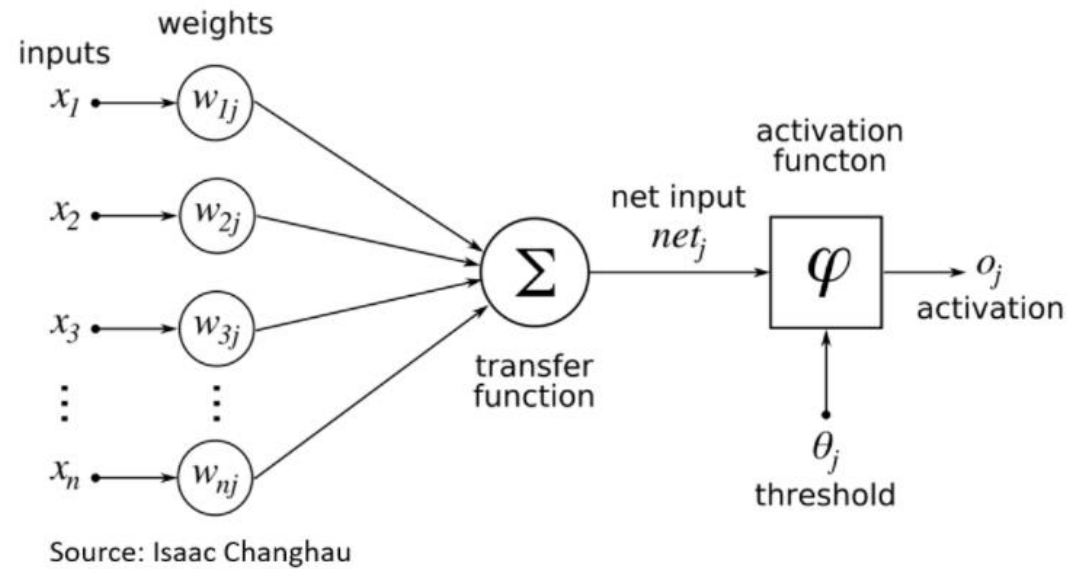 weights
inputs
x1
w1j
x2
w2j
x3
w3j
⋮
⋮
xn
wnj
Σ
transfer
function
net input
netj
activation
functon
φ
oj
activation
θj
threshold
Source: Isaac Changhau